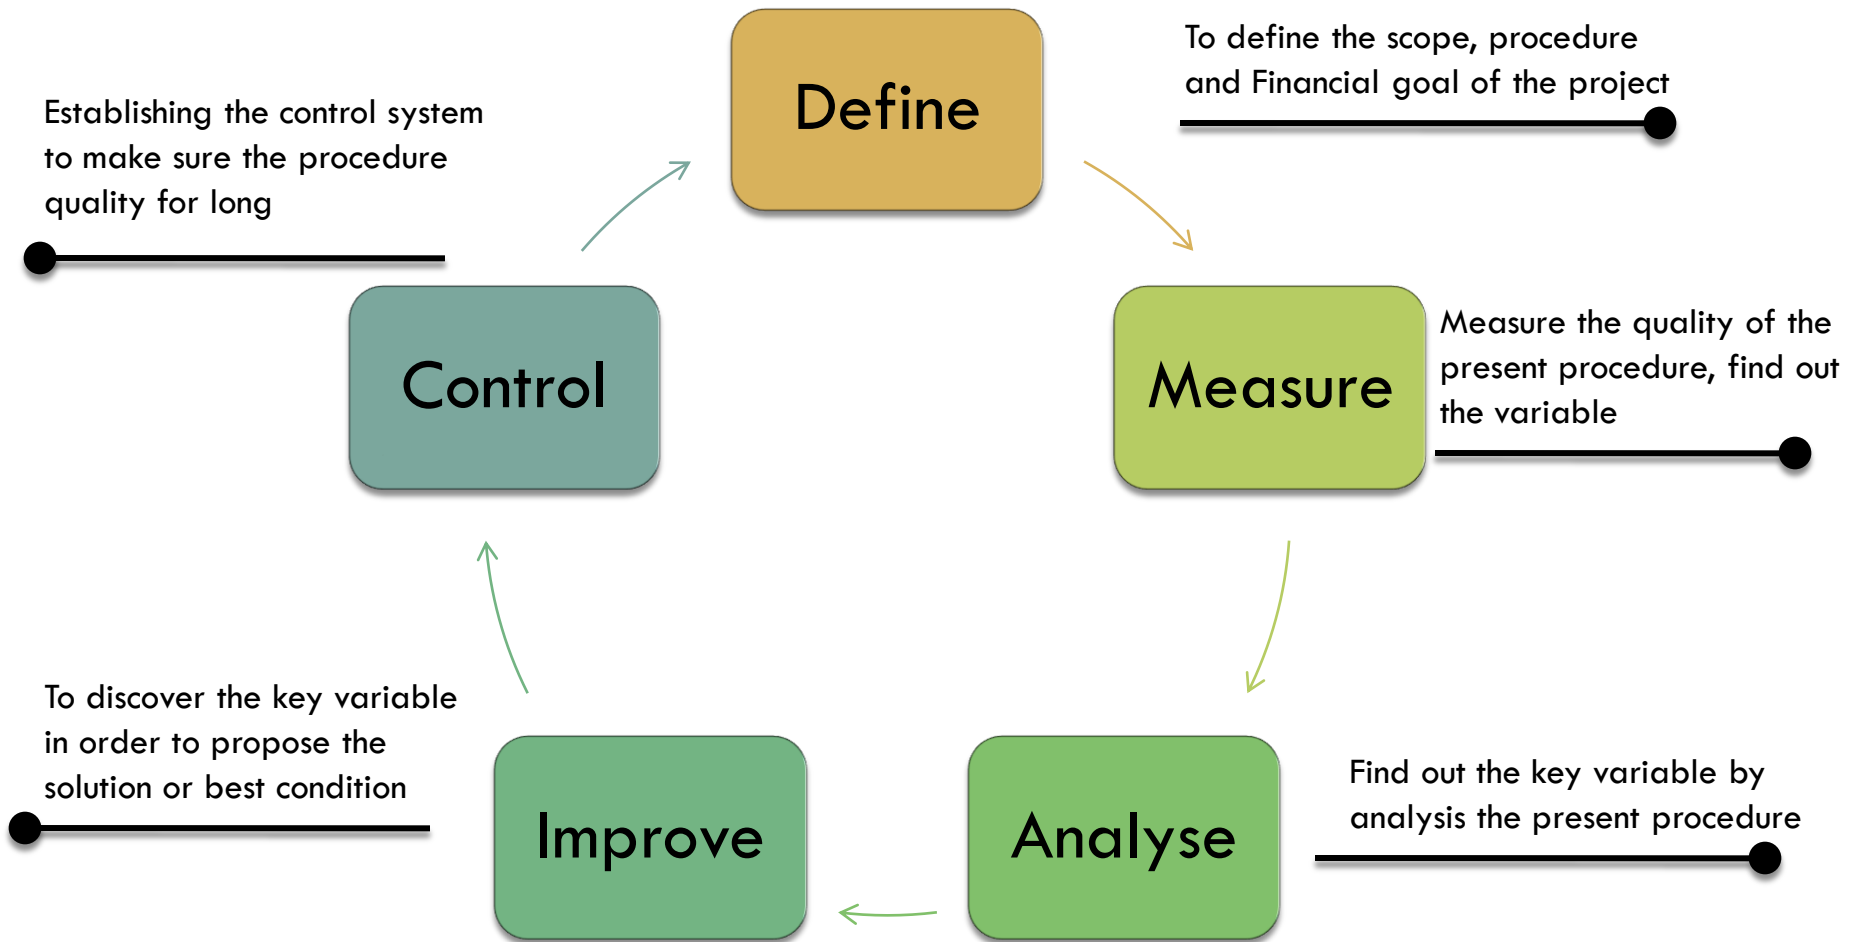 Define
To define the scope, procedure
and Financial goal of the project
Measure
Measure the quality of the
present procedure, find out
the variable
Analyse
Find out the key variable by
analysis the present procedure
Improve
To discover the key variable
in order to propose the
solution or best condition
Control
Establishing the control system
to make sure the procedure
quality for long